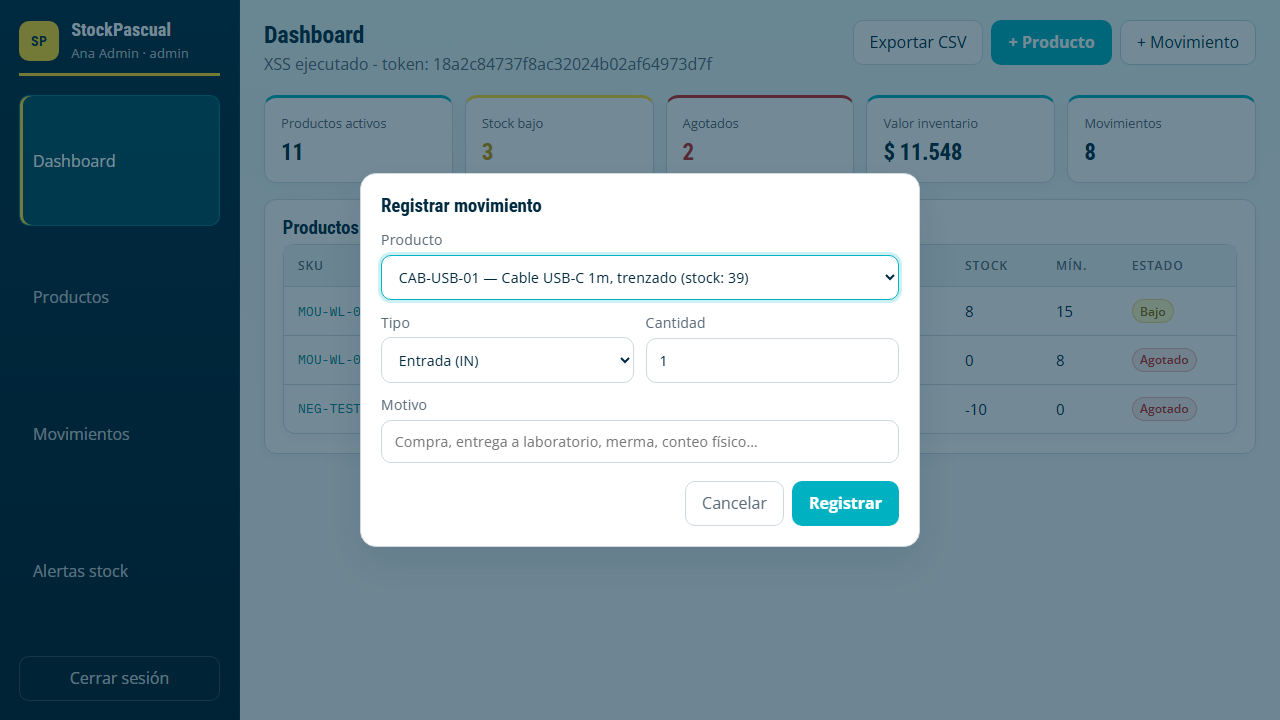 SP
StockPascual
Ana Admin · admin
Dashboard
Productos
Movimientos
Alertas stock
Cerrar sesión
Dashboard
XSS ejecutado - token: 18a2c84737f8ac32024b02af64973d7f
Exportar CSV
+ Producto
+ Movimiento
Productos activos
11
Stock bajo
3
Agotados
2
Valor inventario
$ 11.548
Movimientos
8
Productos
SKU STOCK MÍN. ESTADO
MOU-WL-0 8 15 Bajo
MOU-WL-0 0 8 Agotado
NEG-TEST -10 0 Agotado
Registrar movimiento
Producto
CAB-USB-01 — Cable USB-C 1m, trenzado (stock: 39)
Tipo Cantidad
Entrada (IN) 1
Motivo
Compra, entrega a laboratorio, merma, conteo físico…
Cancelar Registrar